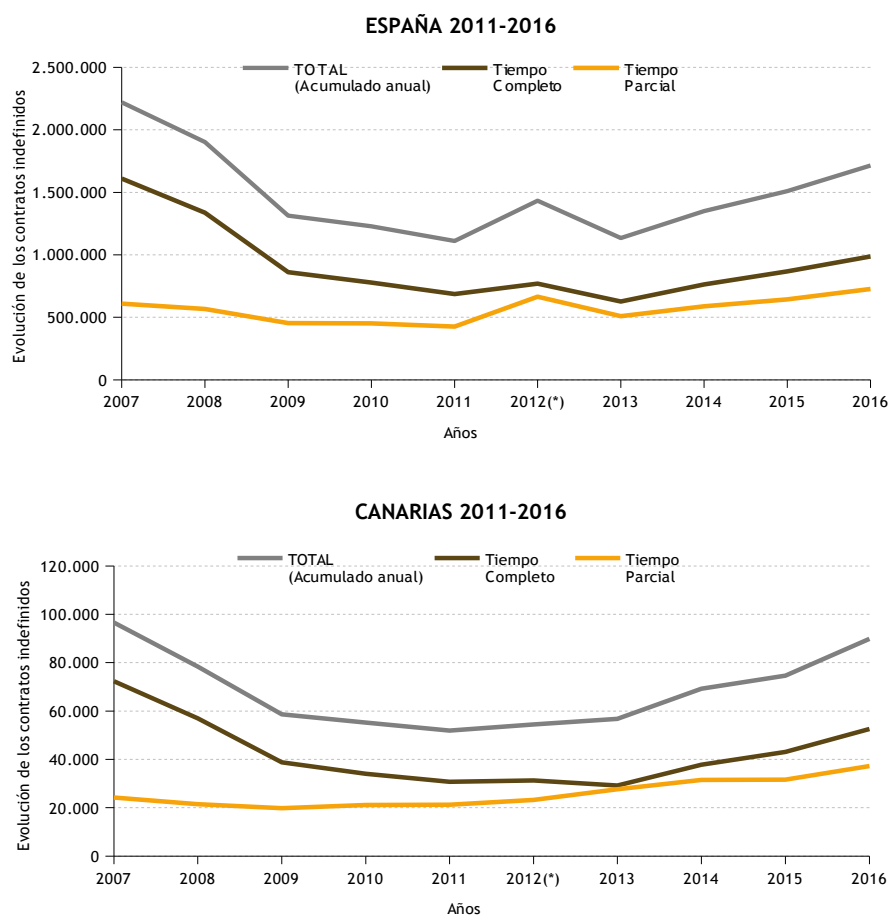 ESPAÑA 2011-2016
Evolución de los contratos indefinidos
2.500.000
2.000.000
1.500.000
1.000.000
500.000
0
TOTAL
(Acumulado anual)
Tiempo
Completo
Tiempo
Parcial
2007 2008 2009 2010 2011 2012(*) 2013 2014 2015 2016
Años
CANARIAS 2011-2016
Evolución de los contratos indefinidos
120.000
100.000
80.000
60.000
40.000
20.000
0
TOTAL
(Acumulado anual)
Tiempo
Completo
Tiempo
Parcial
2007 2008 2009 2010 2011 2012(*) 2013 2014 2015 2016
Años